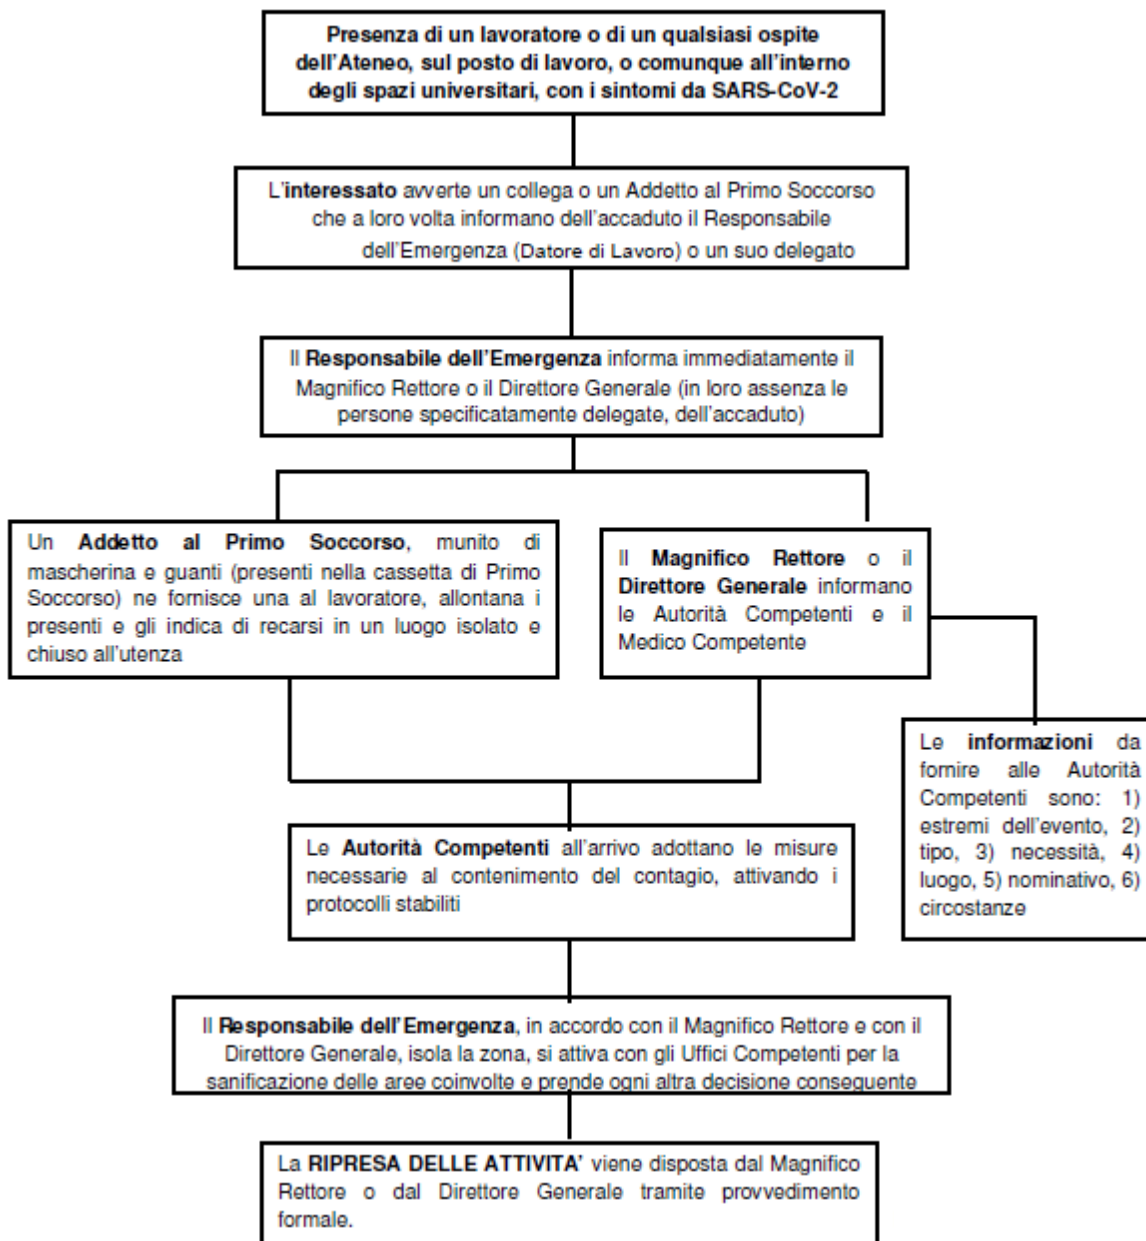 Presenza di un lavoratore o di un qualsiasi ospite
dell'Ateneo, sul posto di lavoro, o comunque all'interno
degli spazi universitari, con i sintomi da SARS-CoV-2
L'interessato avverte un collega o un Addetto al Primo Soccorso
che a loro volta informano dell'accaduto il Responsabile
dell'Emergenza (Datore di Lavoro) o un suo delegato
Il Responsabile dell'Emergenza informa immediatamente il
Magnifico Rettore o il Direttore Generale (in loro assenza le
persone specificatamente delegate, dell'accaduto)
Un Addetto al Primo Soccorso, munito di
mascherina e guanti (presenti nella cassetta di Primo
Soccorso) ne fornisce una al lavoratore, allontana i
presenti e gli indica di recarsi in un luogo isolato e
chiuso all'utenza
Il Magnifico Rettore o il
Direttore Generale informano
le Autorità Competenti e il
Medico Competente
Le informazioni da
fornire alle Autorità
Competenti sono: 1)
estremi dell'evento, 2)
tipo, 3) necessità, 4)
luogo, 5) nominativo, 6)
circostanze
Le Autorità Competenti all'arrivo adottano le misure
necessarie al contenimento del contagio, attivando i
protocolli stabiliti
Il Responsabile dell'Emergenza, in accordo con il Magnifico Rettore e con il
Direttore Generale, isola la zona, si attiva con gli Uffici Competenti per la
sanificazione delle aree coinvolte e prende ogni altra decisione conseguente
La RIPRESA DELLE ATTIVITA' viene disposta dal Magnifico
Rettore o dal Direttore Generale tramite provvedimento
formale.